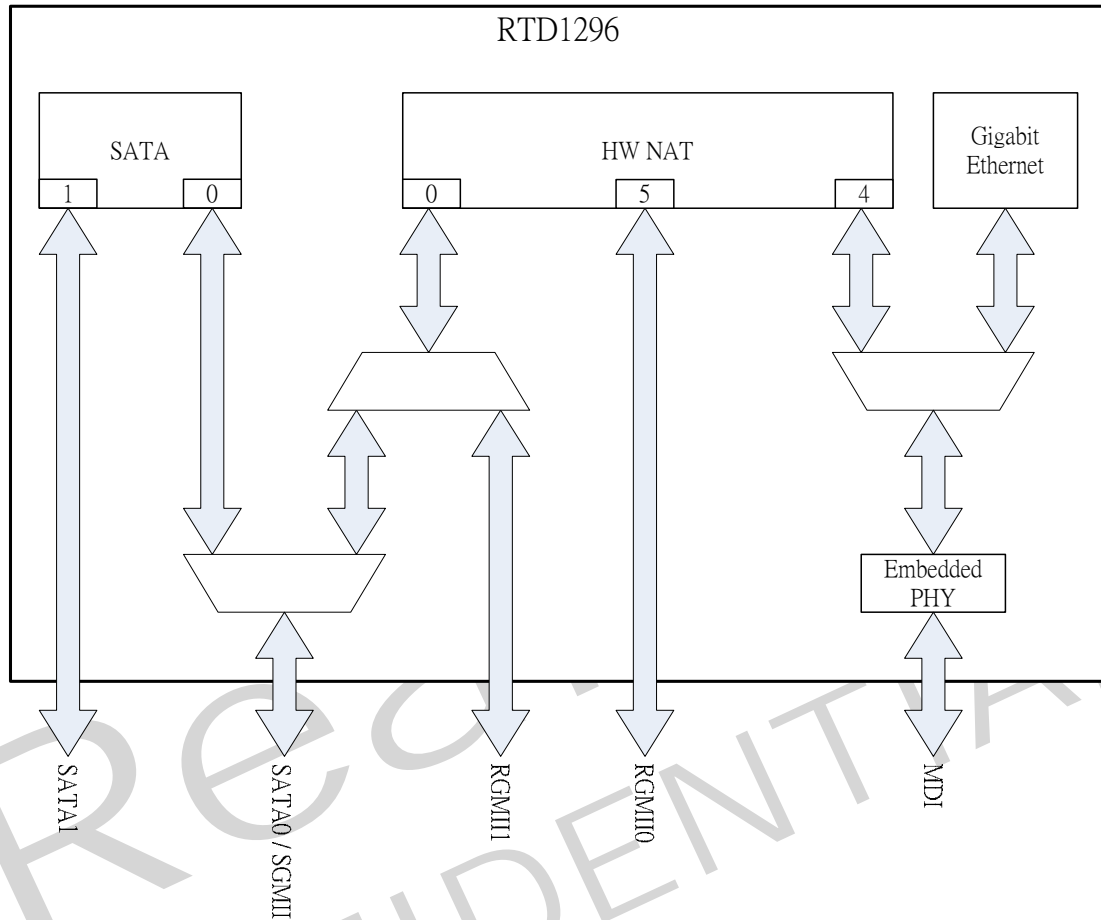 RTD1296
SATA
1
0
HW NAT
0
5
4
Gigabit
Ethernet
Embedded
PHY
SATA1
SATA0 / SGMII
RGMII1
RGMII0
MDI